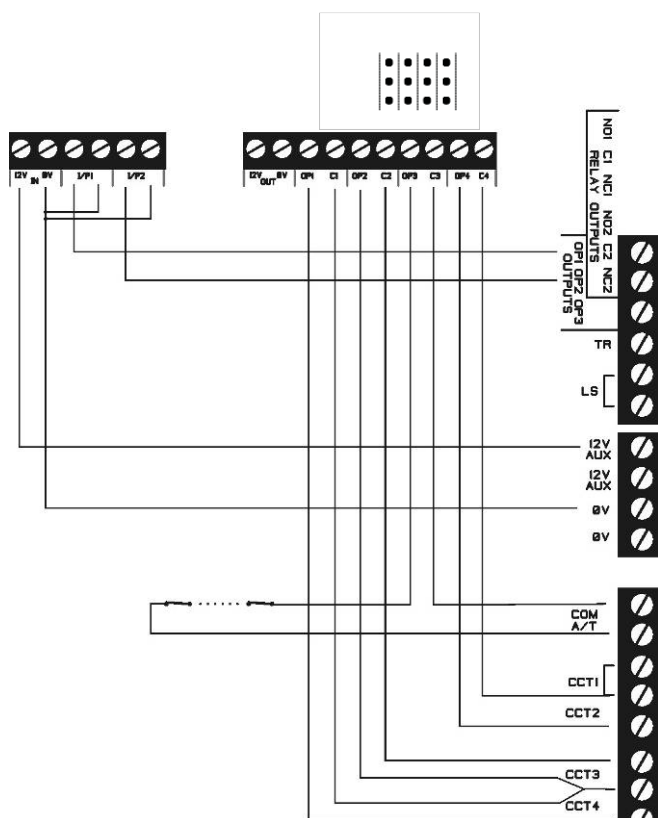 12V 0V I/P1 I/P2
IN
12V 0V OP1 C1 OP2 C2 OP3 C3 OP4 C4
OUT
NO1 C1 NC1 NO2 C2 NC2
RELAY OUTPUTS
OP1 OP2 OP3
OUTPUTS
TR
LS
12V
AUX
12V
AUX
0V
0V
COM
A/T
CCT1
CCT2
CCT3
CCT4